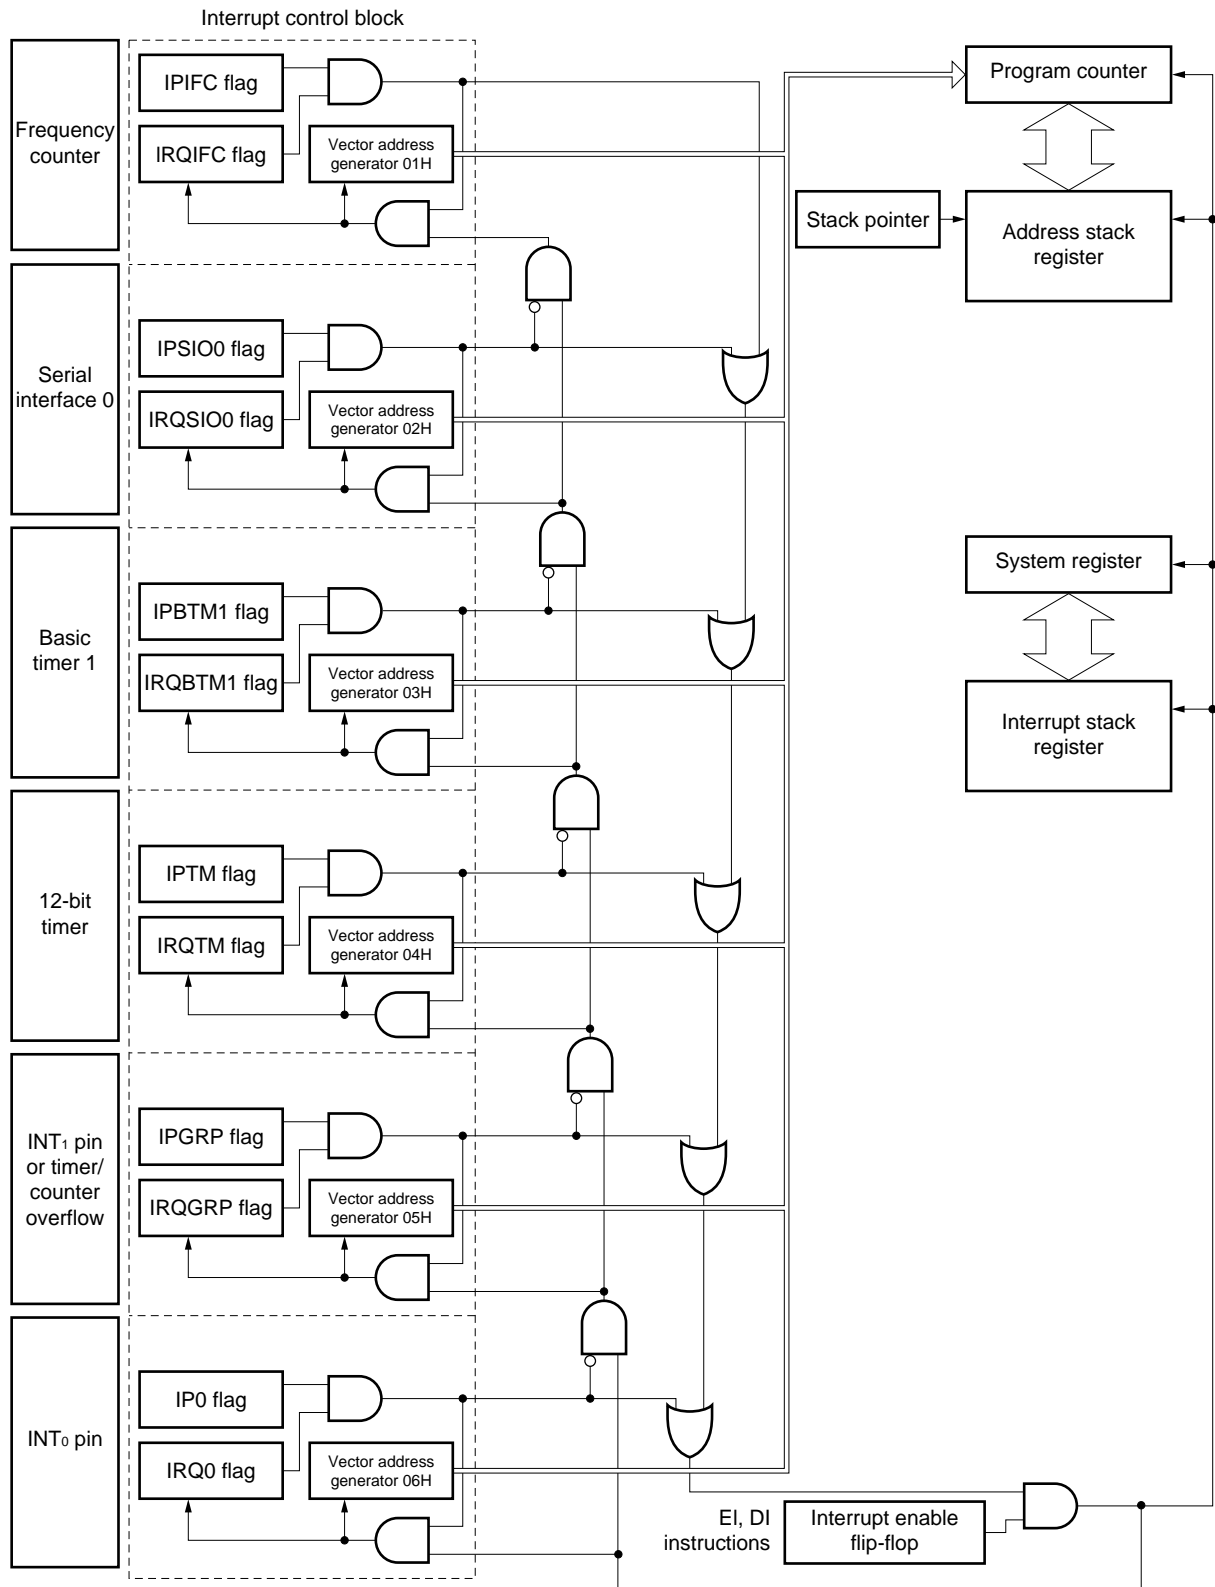 Interrupt control block
Frequency
counter
IPIFC flag
IRQIFC flag
Vector address
generator 01H
Program counter
Stack pointer
Address stack
register
Serial
interface 0
IPSIO0 flag
IRQSIO0 flag
Vector address
generator 02H
System register
Interrupt stack
register
Basic
timer 1
IPBTM1 flag
IRQBTM1 flag
Vector address
generator 03H
12-bit
timer
IPTM flag
IRQTM flag
Vector address
generator 04H
INT1 pin
or timer/
counter
overflow
IPGRP flag
IRQGRP flag
Vector address
generator 05H
INT0 pin
IP0 flag
IRQ0 flag
Vector address
generator 06H
EI, DI
instructions
Interrupt enable
flip-flop